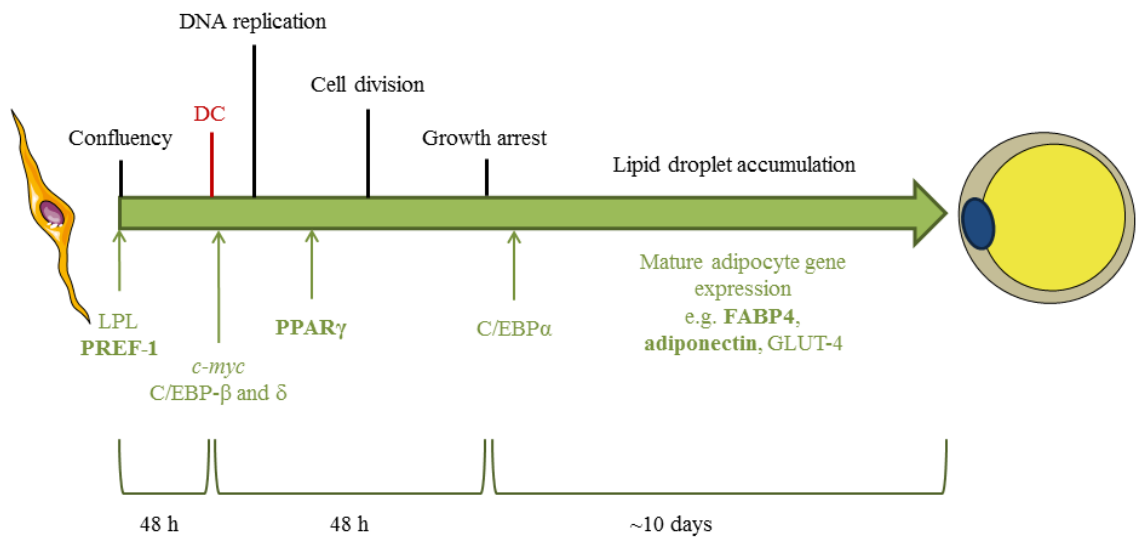 DNA replication
Cell division
DC
Confluency
Growth arrest
Lipid droplet accumulation
LPL
PREF-1
c-myc
C/EBP-β and δ
PPARγ
C/EBPα
Mature adipocyte gene
expression
e.g. FABP4,
adiponectin, GLUT-4
48 h
48 h
~10 days